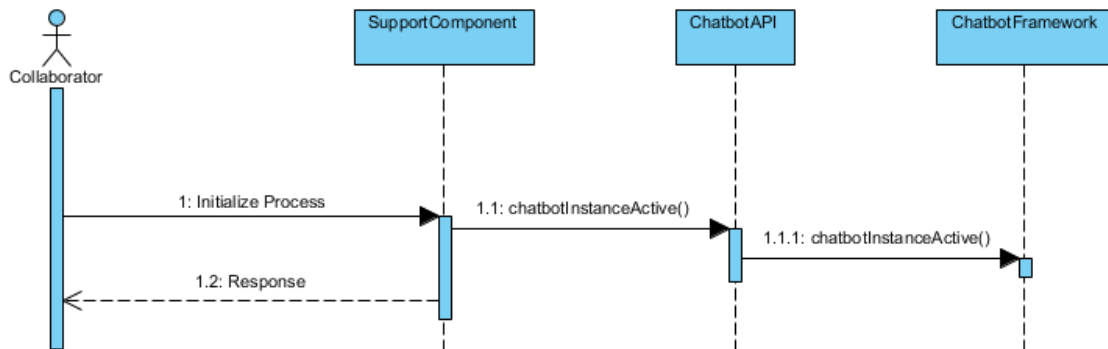 SupportComponent
ChatbotAPI
ChatbotFramework
Collaborator
1: Initialize Process
1.1: chatbotInstanceActive()
1.1.1: chatbotInstanceActive()
1.2: Response